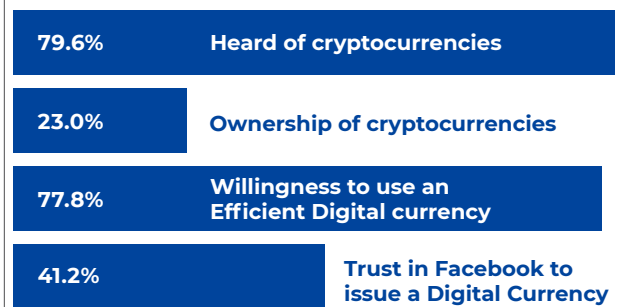 79.6% Heard of cryptocurrencies
23.0% Ownership of cryptocurrencies
77.8% Willingness to use an
Efficient Digital currency
41.2% Trust in Facebook to
issue a Digital Currency